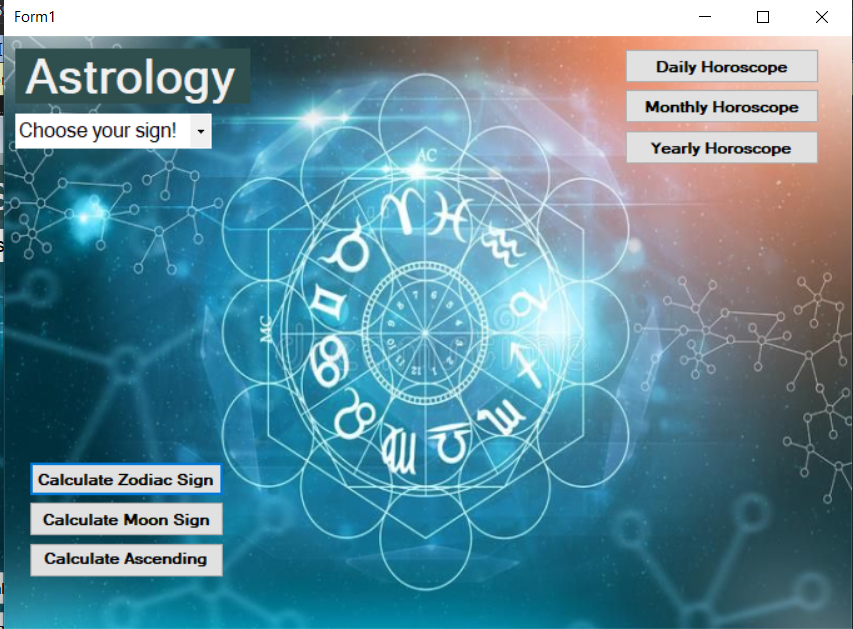 Form1
Astrology
Choose your sign!
Daily Horoscope
Monthly Horoscope
Yearly Horoscope
AC
MC
Calculate Zodiac Sign
Calculate Moon Sign
Calculate Ascending